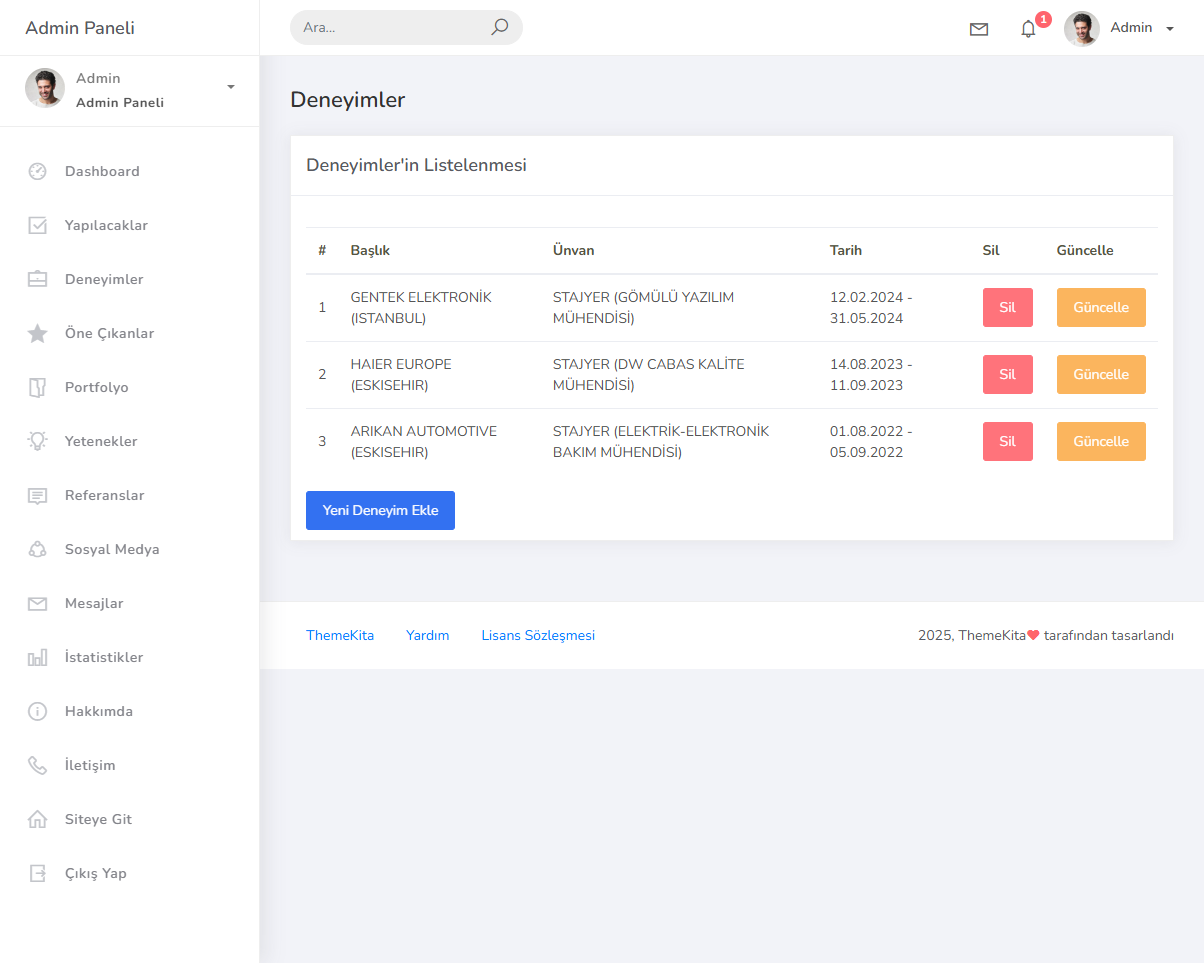 Admin Paneli
Ara...
1
Admin
Admin
Admin Paneli
Dashboard
Yapılacaklar
Deneyimler
Öne Çıkanlar
Portfolyo
Yetenekler
Referanslar
Sosyal Medya
Mesajlar
İstatistikler
Hakkımda
İletişim
Siteye Git
Çıkış Yap
Deneyimler
Deneyimler'in Listelenmesi
# Başlık Ünvan Tarih Sil Güncelle
1 GENTEK ELEKTRONİK STAJYER (GÖMÜLÜ YAZILIM 12.02.2024 - Sil Güncelle
(ISTANBUL) MÜHENDİSİ) 31.05.2024
2 HAIER EUROPE STAJYER (DW CABAS KALİTE 14.08.2023 - Sil Güncelle
(ESKISEHIR) MÜHENDİSİ) 11.09.2023
3 ARIKAN AUTOMOTIVE STAJYER (ELEKTRİK-ELEKTRONİK 01.08.2022 - Sil Güncelle
(ESKISEHIR) BAKIM MÜHENDİSİ) 05.09.2022
Yeni Deneyim Ekle
ThemeKita Yardım Lisans Sözleşmesi
2025, ThemeKita tarafından tasarlandı